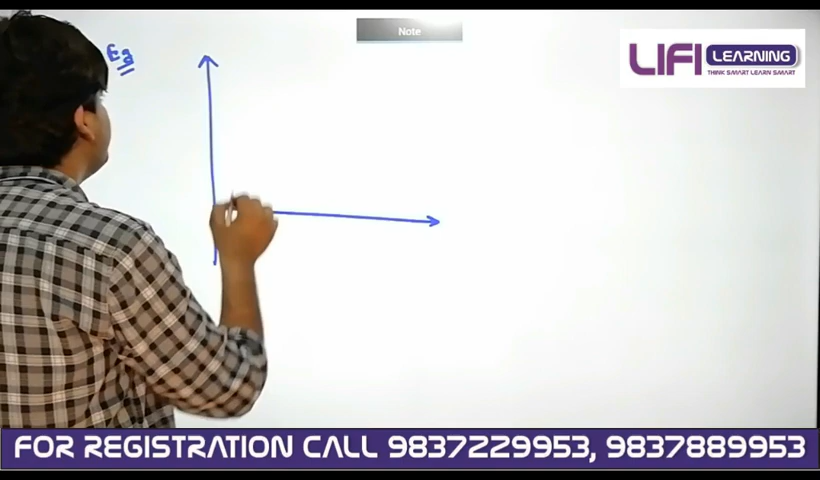 Note
Eg
LIFI LEARNING
THINK SMART LEARN SMART
FOR REGISTRATION CALL 9837229953, 9837889953